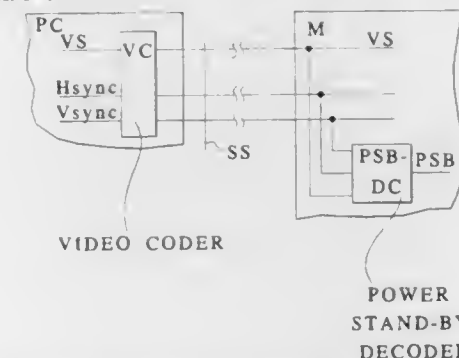 PC
VS
VC
Hsync
Vsync
SS
VIDEO CODER
M
VS
PSB-
DC
PSB
POWER
STAND-BY
DECODER